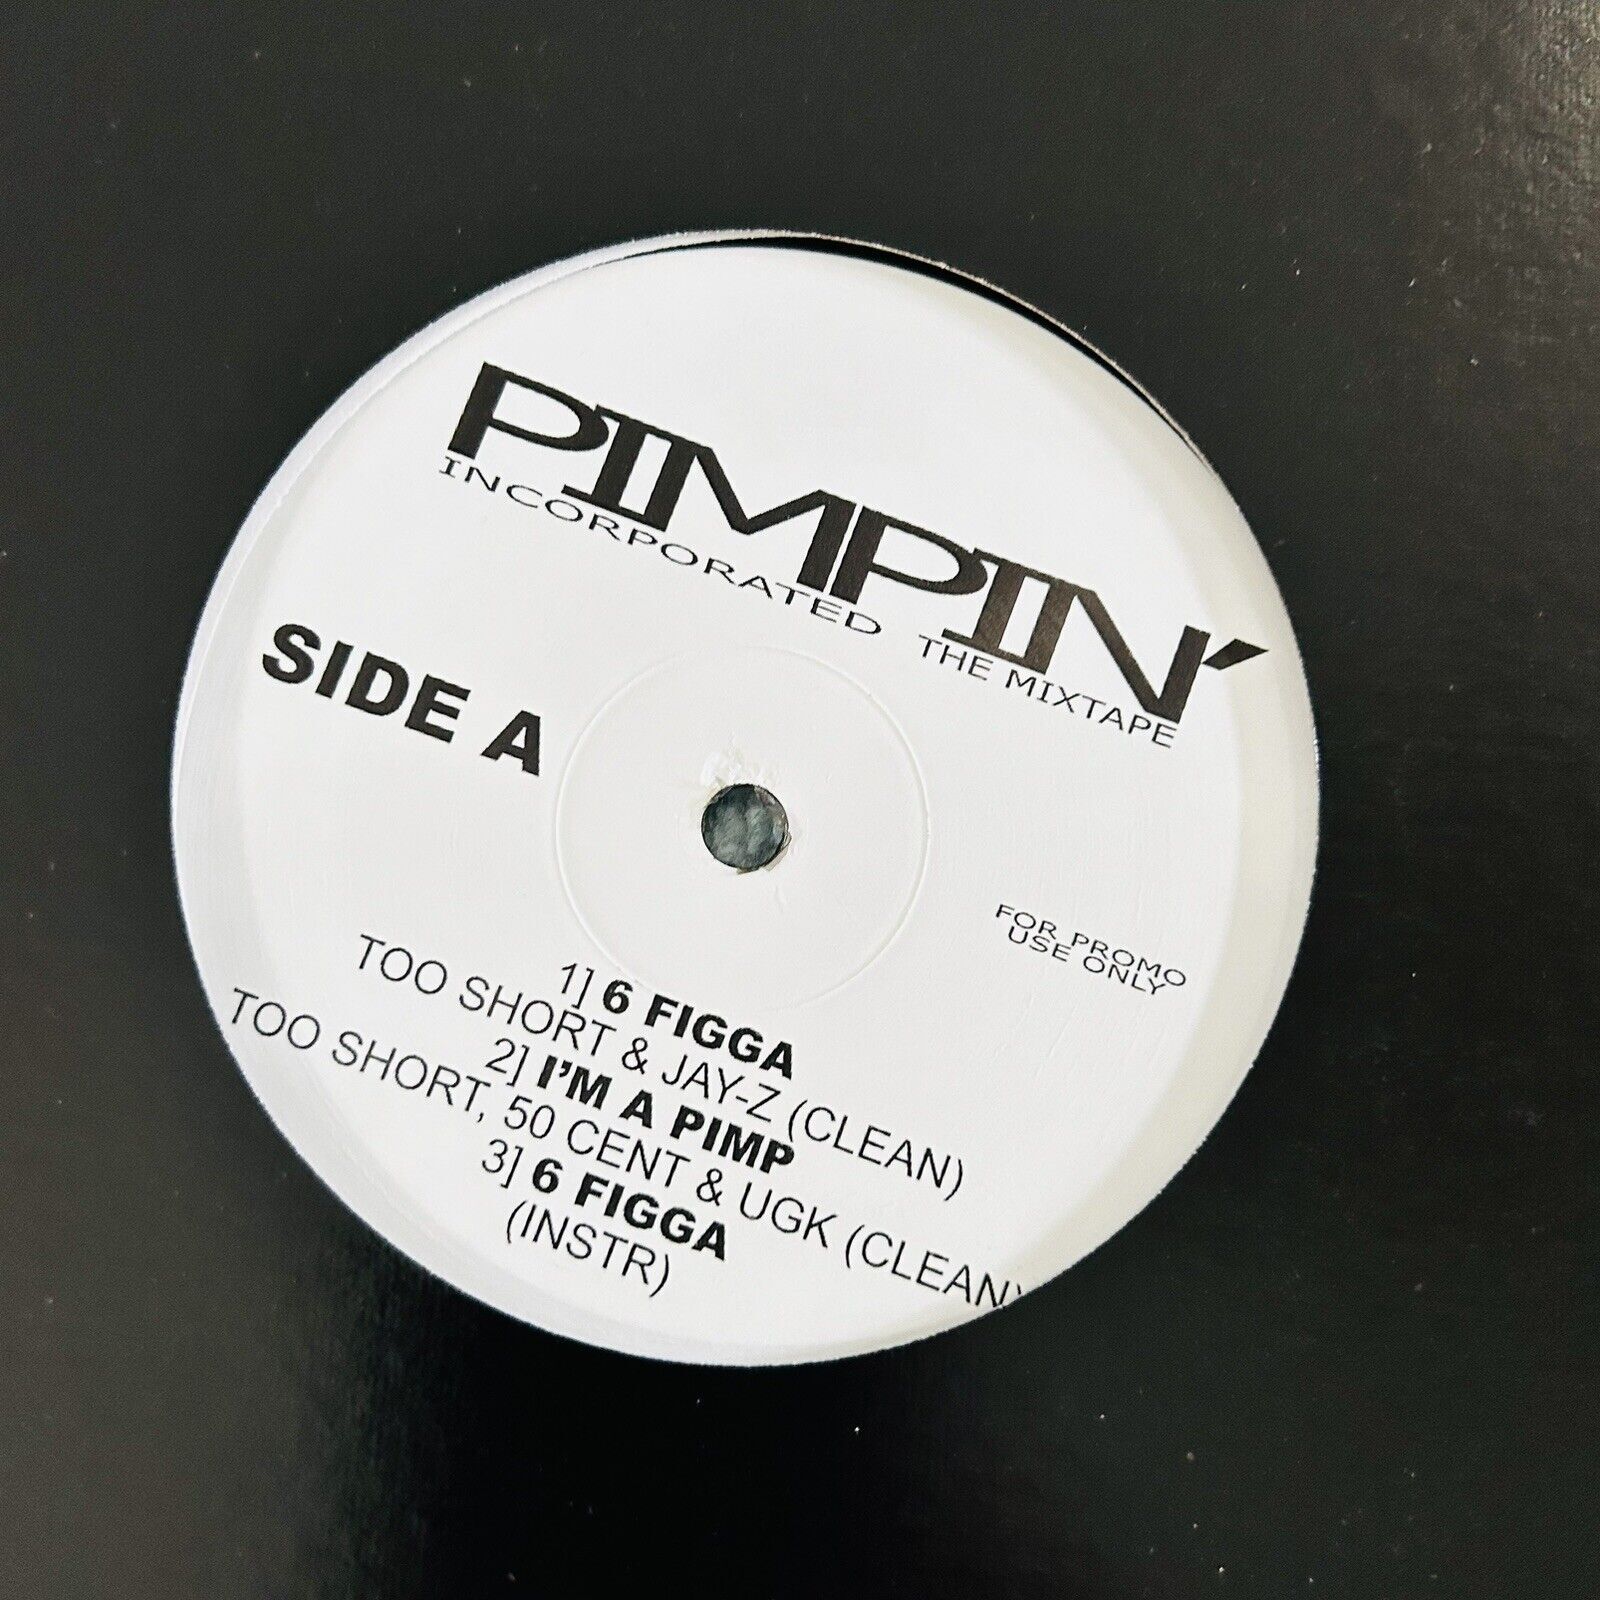 PIMPIN'
INCORPORATED THE MIXTAPE
SIDE A
FOR PROMO
USE ONLY
1] 6 FIGGA
TOO SHORT & JAY-Z (CLEAN)
2] I'M A PIMP
TOO SHORT, 50 CENT & UGK (CLEAN)
3] 6 FIGGA
(INSTR)